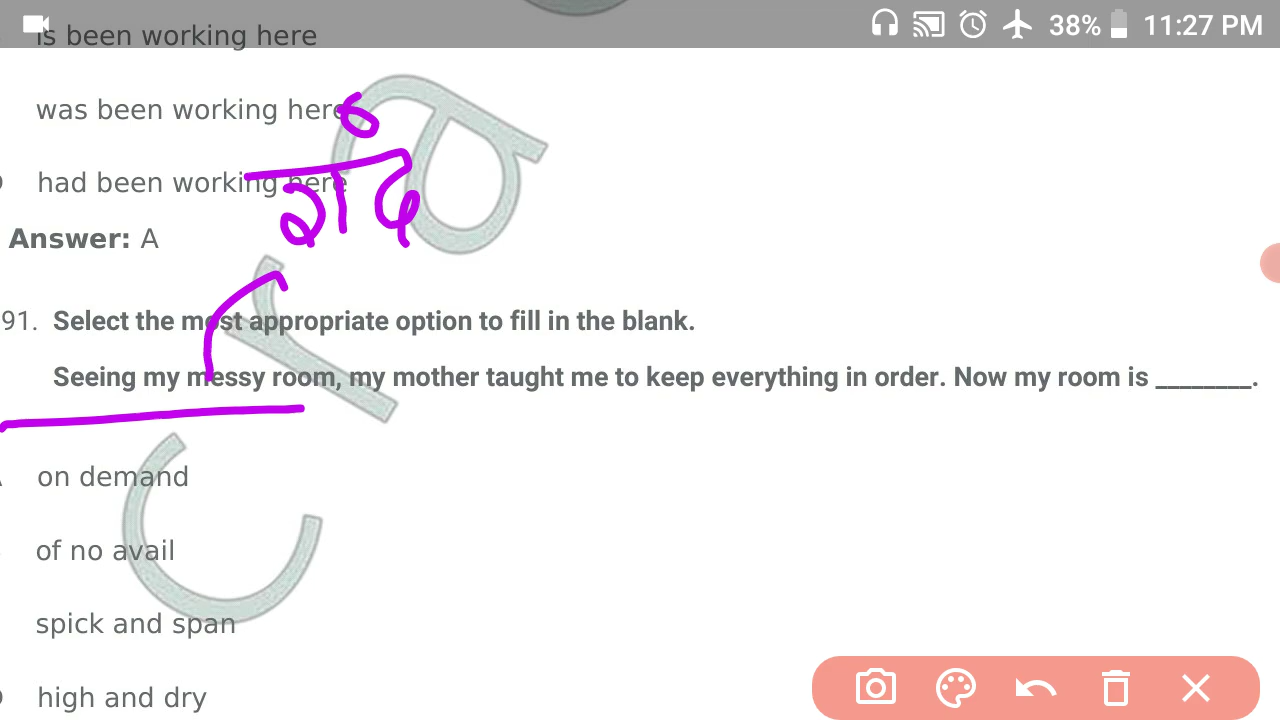 38% 11:27 PM
is been working here
was been working here
had been working here
Answer: A
91. Select the most appropriate option to fill in the blank.
Seeing my messy room, my mother taught me to keep everything in order. Now my room is ________.
on demand
of no avail
spick and span
high and dry